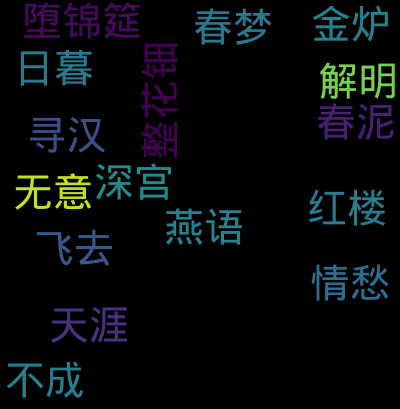 堕锦筵
春梦
金炉
日暮
整花钿
解明
春泥
寻汉
无意
深宫
红楼
燕语
飞去
情愁
天涯
不成